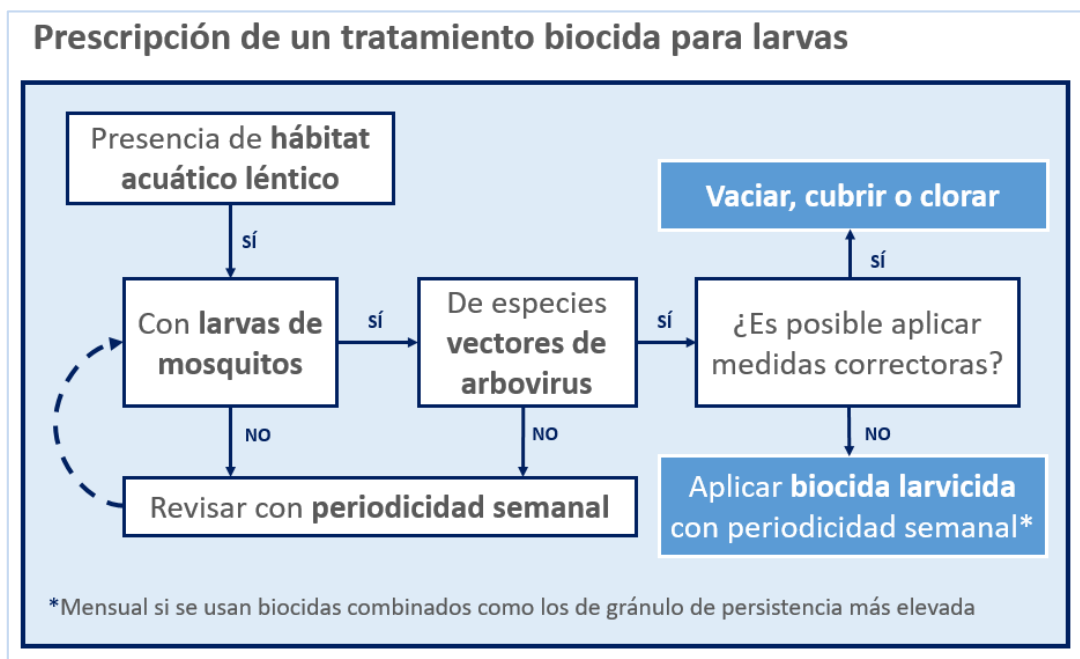 Prescripción de un tratamiento biocida para larvas
Presencia de hábitat
acuático léntico
Vaciar, cubrir o clorar
SÍ
SÍ
Con larvas de
mosquitos
SÍ
De especies
vectores de
arbovirus
SÍ
¿Es posible aplicar
medidas correctoras?
NO
NO
NO
Revisar con periodicidad semanal
Aplicar biocida larvicida
con periodicidad semanal*
*Mensual si se usan biocidas combinados como los de gránulo de persistencia más elevada